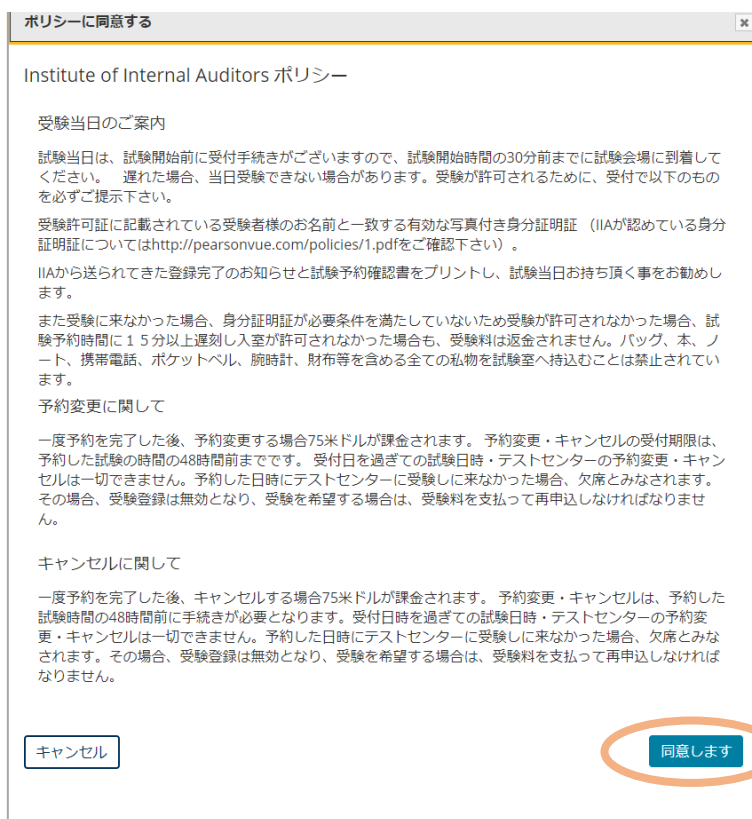 ポリシーに同意する
Institute of Internal Auditors ポリシー
受験当日のご案内
試験当日は、試験開始前に受付手続きがございますので、試験開始時間の30分前までに試験会場に到着して
ください。　遅れた場合、当日受験できない場合があります。受験が許可されるために、受付で以下のもの
を必ずご提示下さい。
受験許可証に記載されている受験者様のお名前と一致する有効な写真付き身分証明証 （IIAが認めている身分
証明証についてはhttp://pearsonvue.com/policies/1.pdfをご確認下さい）。
IIAから送られてきた登録完了のお知らせと試験予約確認書をプリントし、試験当日お持ち頂く事をお勧めし
ます。
また受験に来なかった場合、身分証明証が必要条件を満たしていないため受験が許可されなかった場合、試
験予約時間に１５分以上遅刻し入室が許可されなかった場合も、受験料は返金されません。バッグ、本、ノ
ート、携帯電話、ポケットベル、腕時計、財布等を含める全ての私物を試験室へ持込むことは禁止されてい
ます。
予約変更に関して
一度予約を完了した後、予約変更する場合75米ドルが課金されます。 予約変更・キャンセルの受付期限は、
予約した試験の時間の48時間前までです。 受付日を過ぎての試験日時・テストセンターの予約変更・キャン
セルは一切できません。予約した日時にテストセンターに受験しに来なかった場合、欠席とみなされます。
その場合、受験登録は無効となり、受験を希望する場合は、受験料を支払って再申込しなければなりませ
ん。
キャンセルに関して
一度予約を完了した後、キャンセルする場合75米ドルが課金されます。 予約変更・キャンセルは、予約した
試験時間の48時間前に手続きが必要となります。受付日時を過ぎての試験日時・テストセンターの予約変
更・キャンセルは一切できません。予約した日時にテストセンターに受験しに来なかった場合、欠席とみな
されます。その場合、受験登録は無効となり、受験を希望する場合は、受験料を支払って再申込しなければ
なりません。
キャンセル
同意します